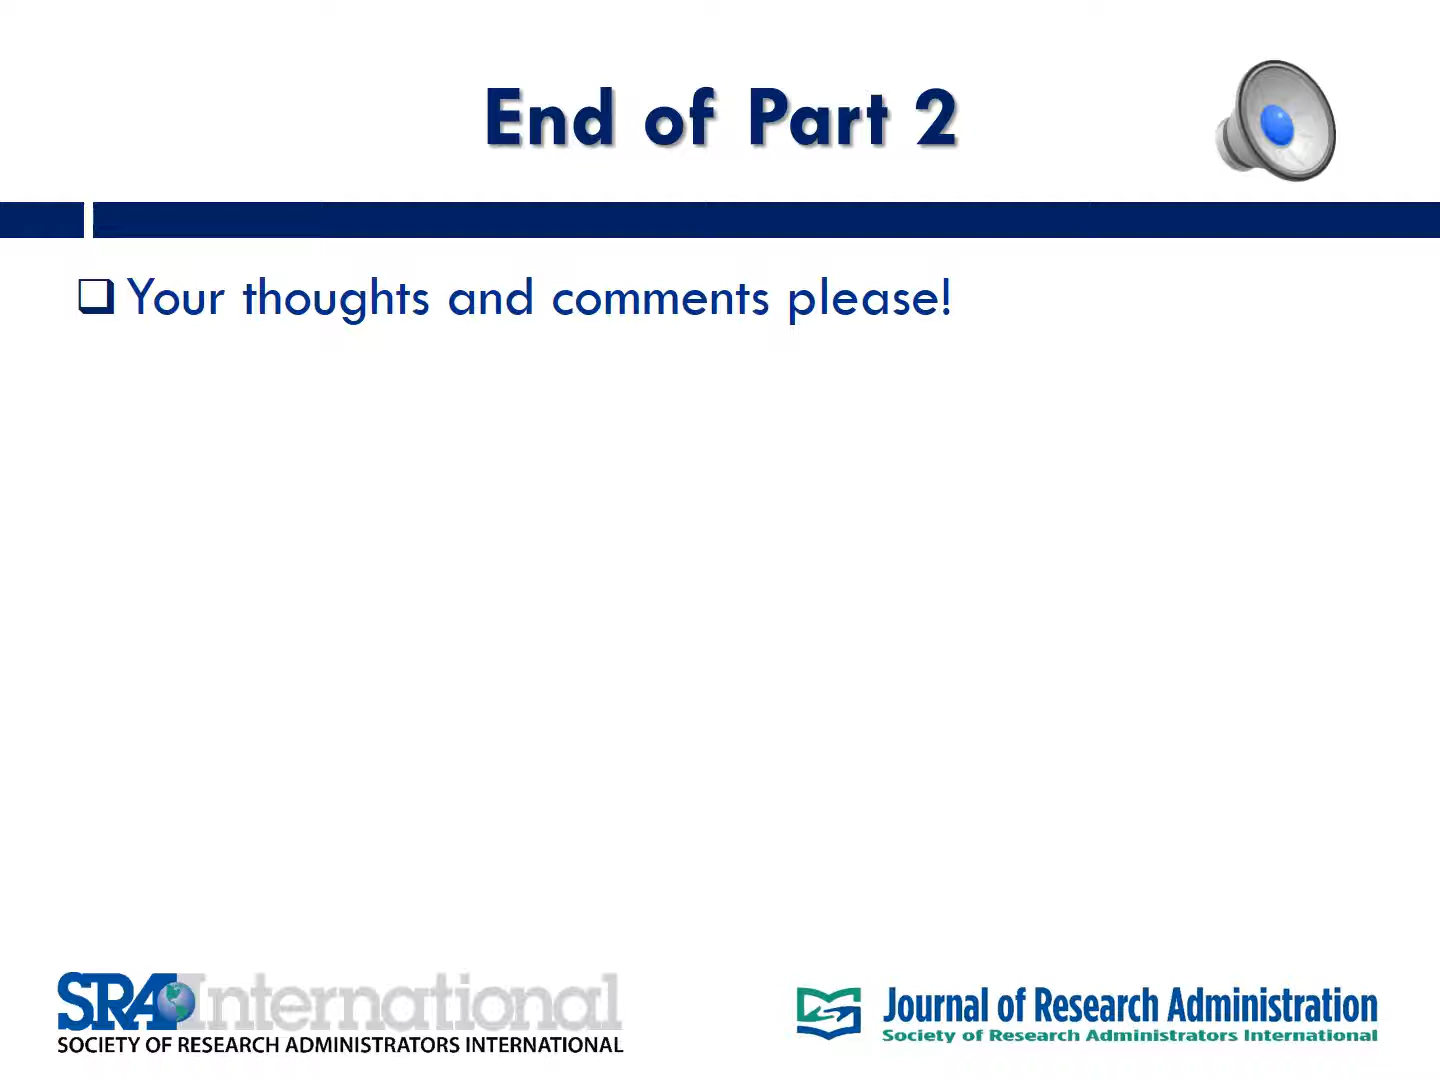 End of Part 2
Your thoughts and comments please!
SRA International
SOCIETY OF RESEARCH ADMINISTRATORS INTERNATIONAL
Journal of Research Administration
Society of Research Administrators International